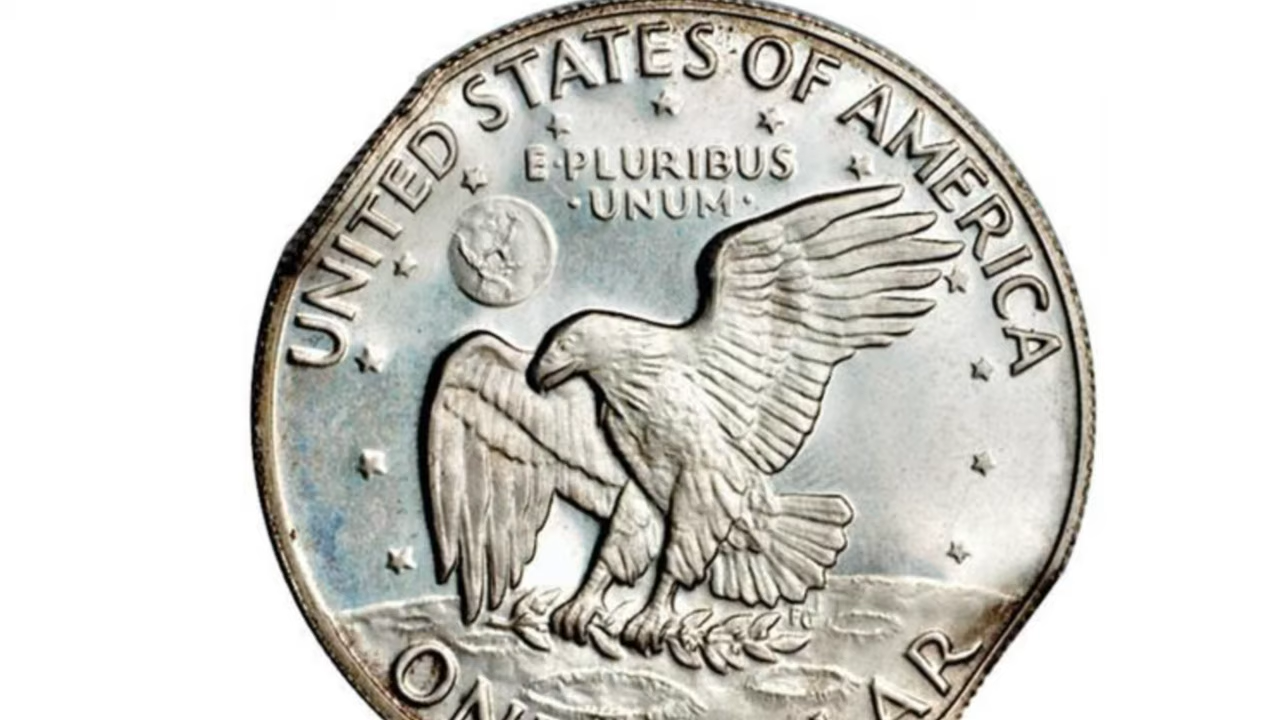 UNITED STATES OF AMERICA
E·PLURIBUS
·UNUM·
FG